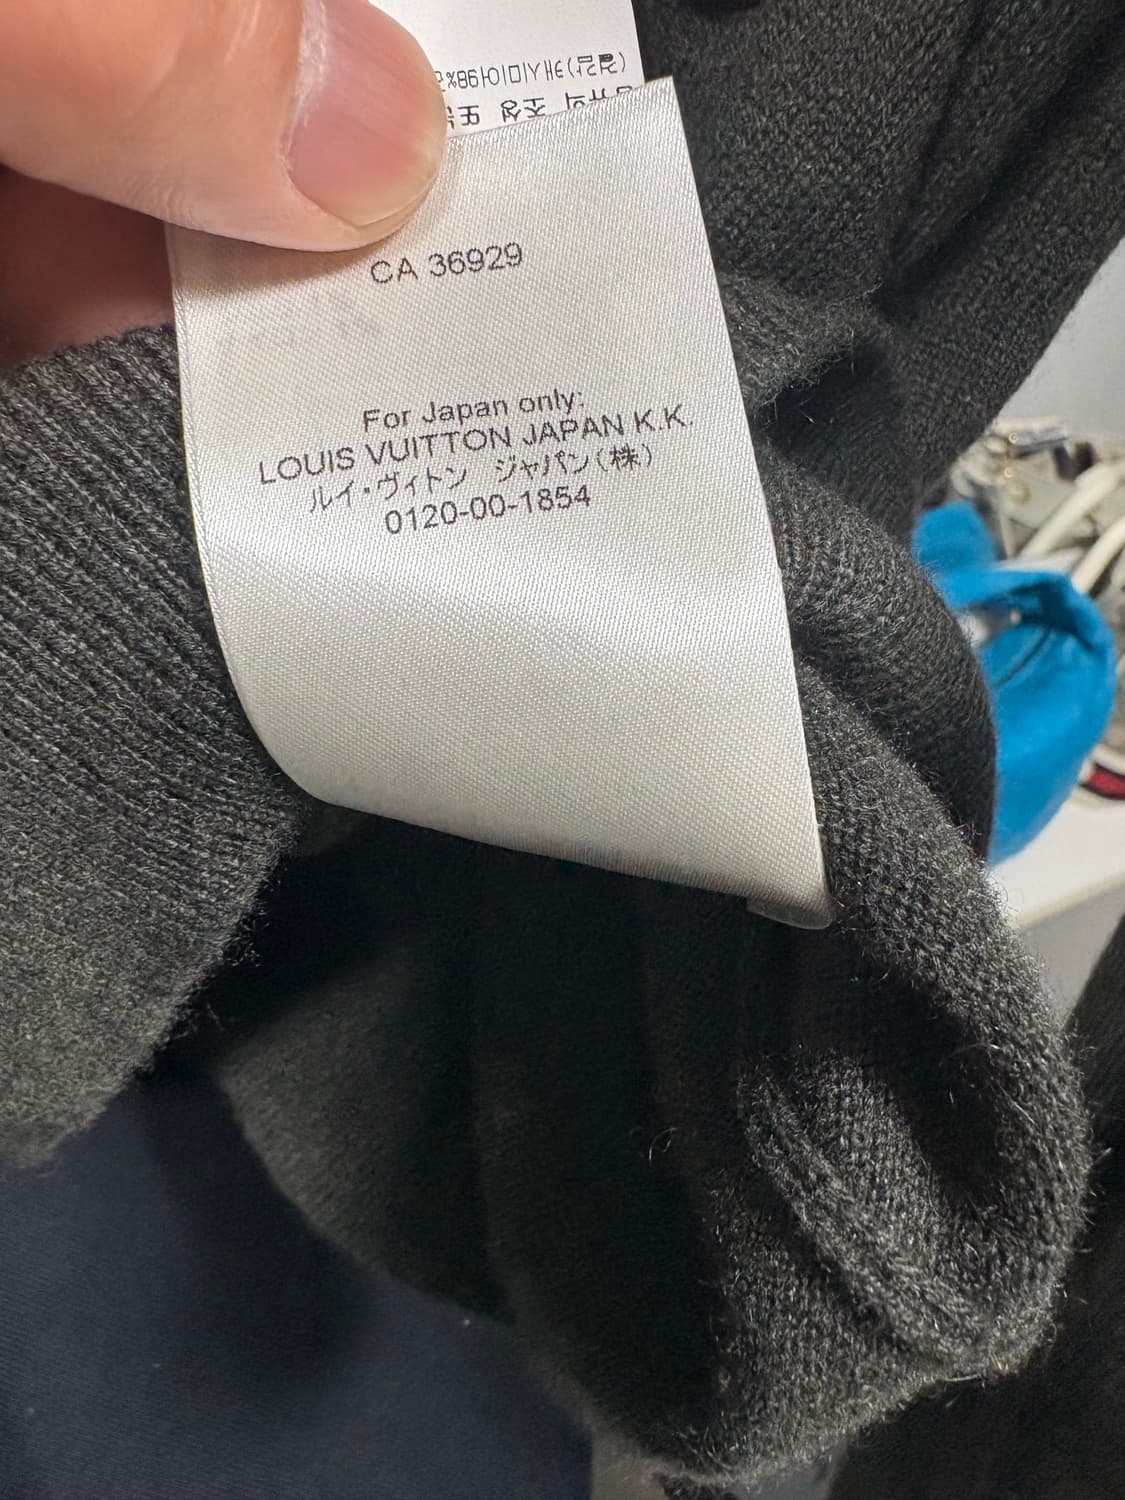 CA 36929
For Japan only:
LOUIS VUITTON JAPAN K.K.
ルイ・ヴィトン ジャパン(株)
0120-00-1854